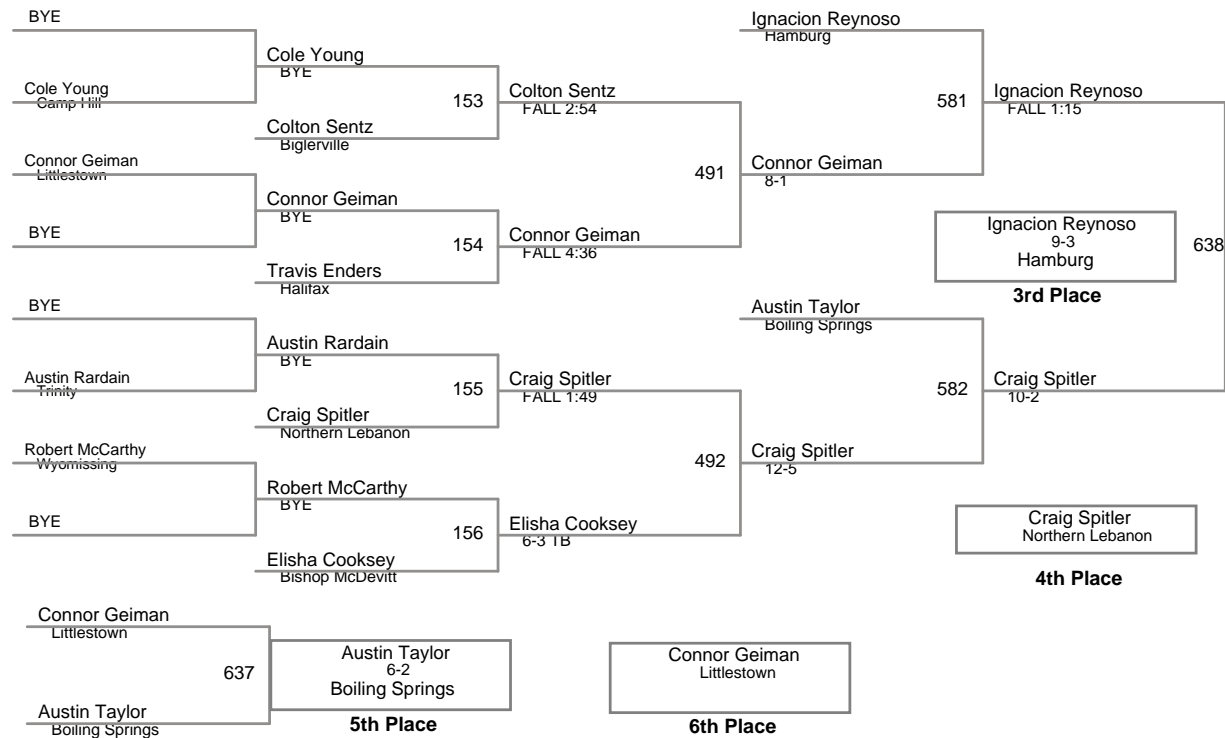 BYE
Cole Young
Camp Hill
Connor Geiman
Littlestown
BYE
BYE
Austin Rardain
Trinity
Robert McCarthy
Wyomissing
BYE
Cole Young
BYE
153
Colton Sentz
Biglerville
Connor Geiman
BYE
154
Travis Enders
Halifax
Austin Rardain
BYE
155
Craig Spitler
Northern Lebanon
Robert McCarthy
BYE
156
Elisha Cooksey
Bishop McDevitt
Colton Sentz
FALL 2:54
491
Connor Geiman
FALL 4:36
Craig Spitler
FALL 1:49
492
Elisha Cooksey
6-3 TB
Ignacion Reynoso
Hamburg
581
Connor Geiman
8-1
Austin Taylor
Boiling Springs
582
Craig Spitler
12-5
Ignacion Reynoso
FALL 1:15
638
Craig Spitler
10-2
Ignacion Reynoso
9-3
Hamburg
3rd Place
Craig Spitler
Northern Lebanon
4th Place
Connor Geiman
Littlestown
637
Austin Taylor
Boiling Springs
Austin Taylor
6-2
Boiling Springs
5th Place
Connor Geiman
Littlestown
6th Place